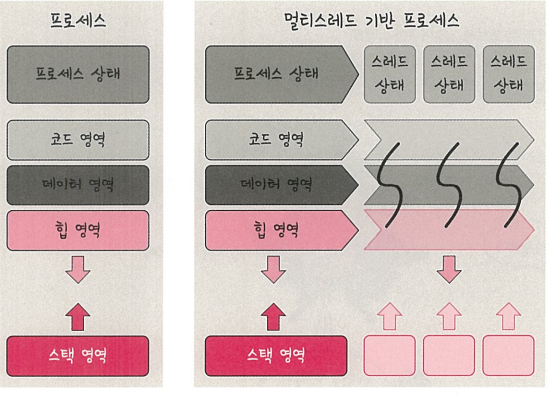 프로세스
프로세스 상태
코드 영역
데이터 영역
힙 영역
스택 영역
멀티스레드 기반 프로세스
프로세스 상태
스레드
상태
스레드
상태
스레드
상태
코드 영역
데이터 영역
힙 영역
스택 영역